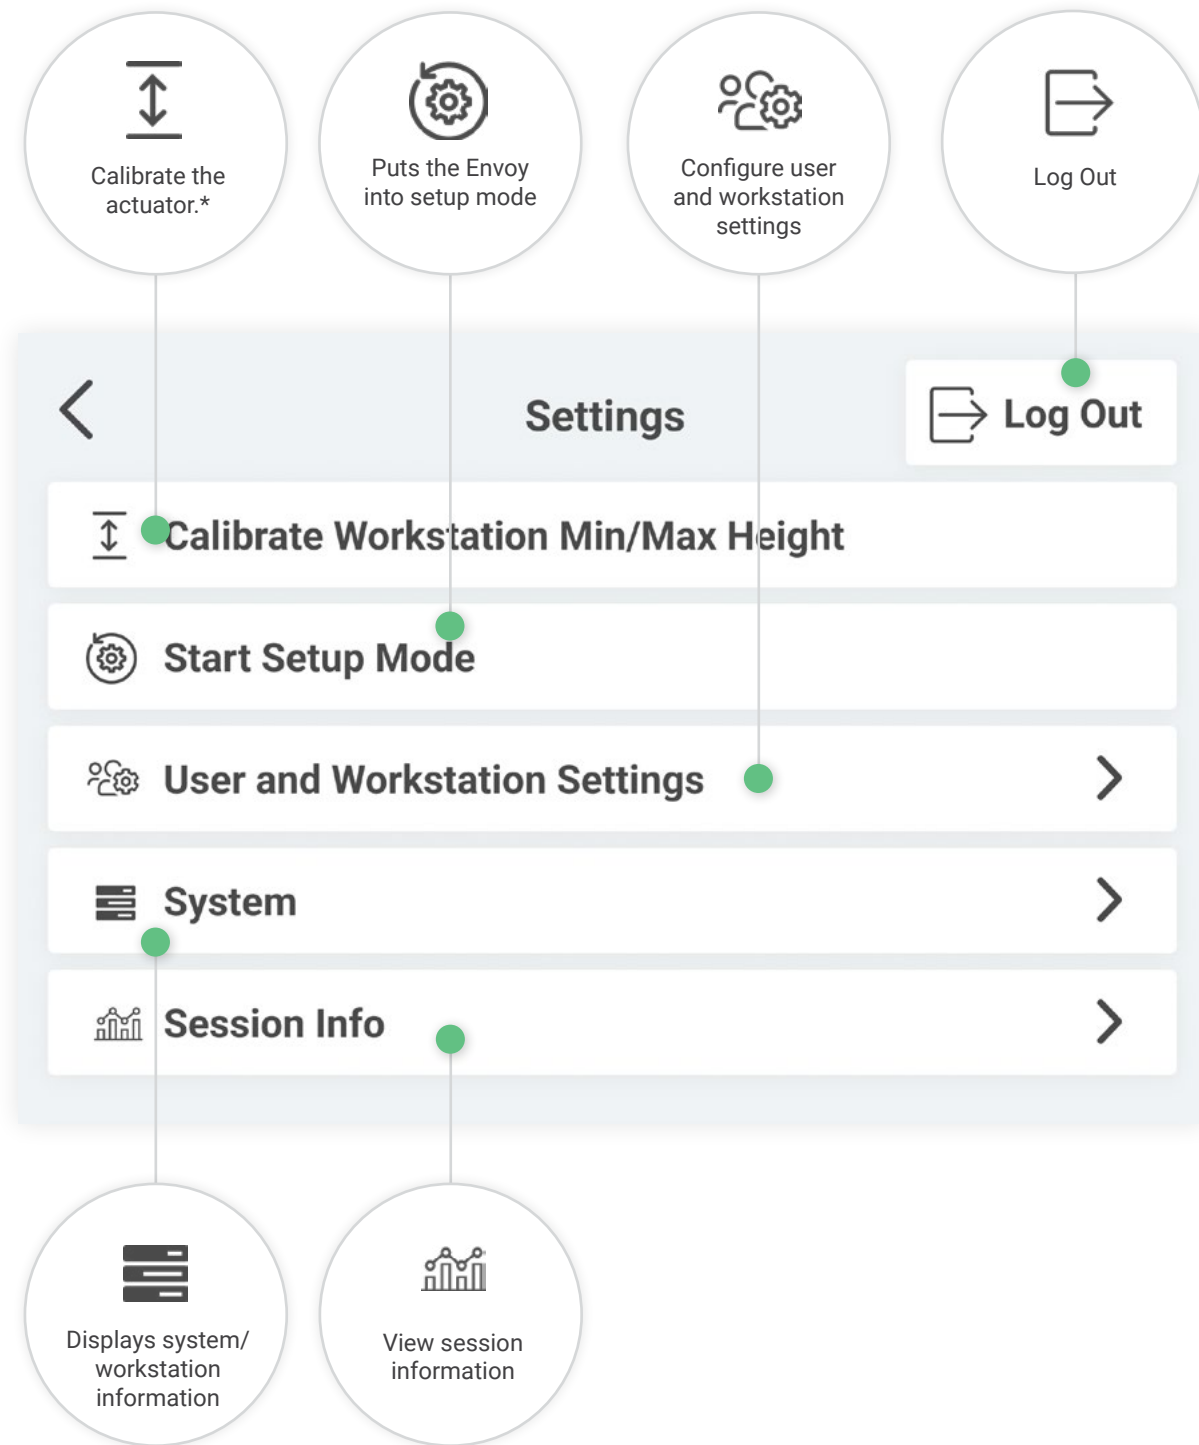 Calibrate the
actuator.*
Puts the Envoy
into setup mode
Configure user
and workstation
settings
Log Out
Settings
Log Out
Calibrate Workstation Min/Max Height
Start Setup Mode
User and Workstation Settings
System
Session Info
Displays system/
workstation
information
View session
information